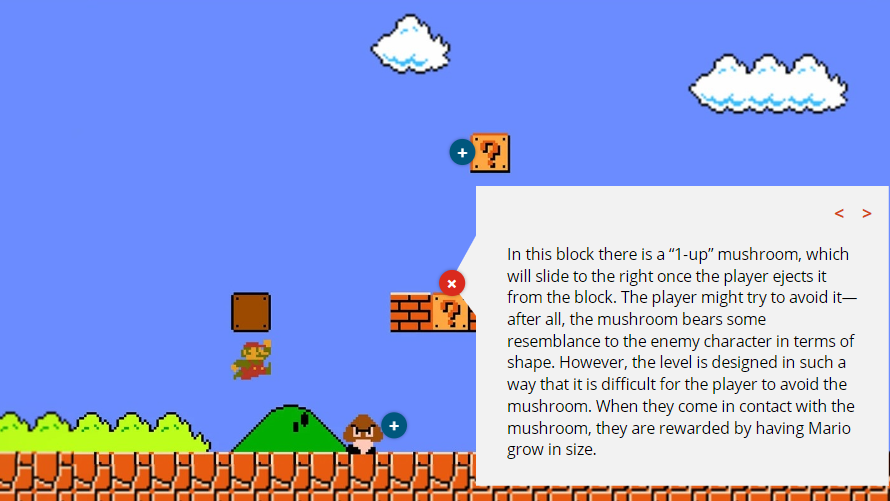 ?
< >
In this block there is a “1-up” mushroom, which
will slide to the right once the player ejects it
from the block. The player might try to avoid it—
after all, the mushroom bears some
resemblance to the enemy character in terms of
shape. However, the level is designed in such a
way that it is difficult for the player to avoid the
mushroom. When they come in contact with the
mushroom, they are rewarded by having Mario
grow in size.
?